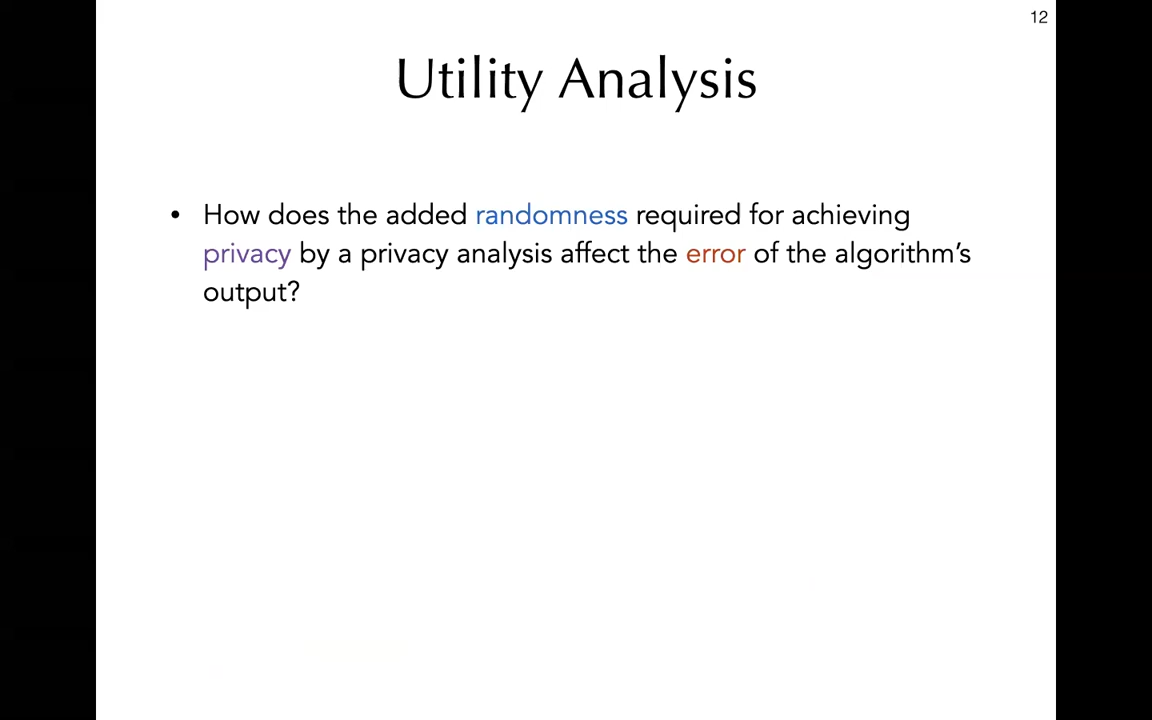 12
Utility Analysis
• How does the added randomness required for achieving
privacy by a privacy analysis affect the error of the algorithm’s
output?